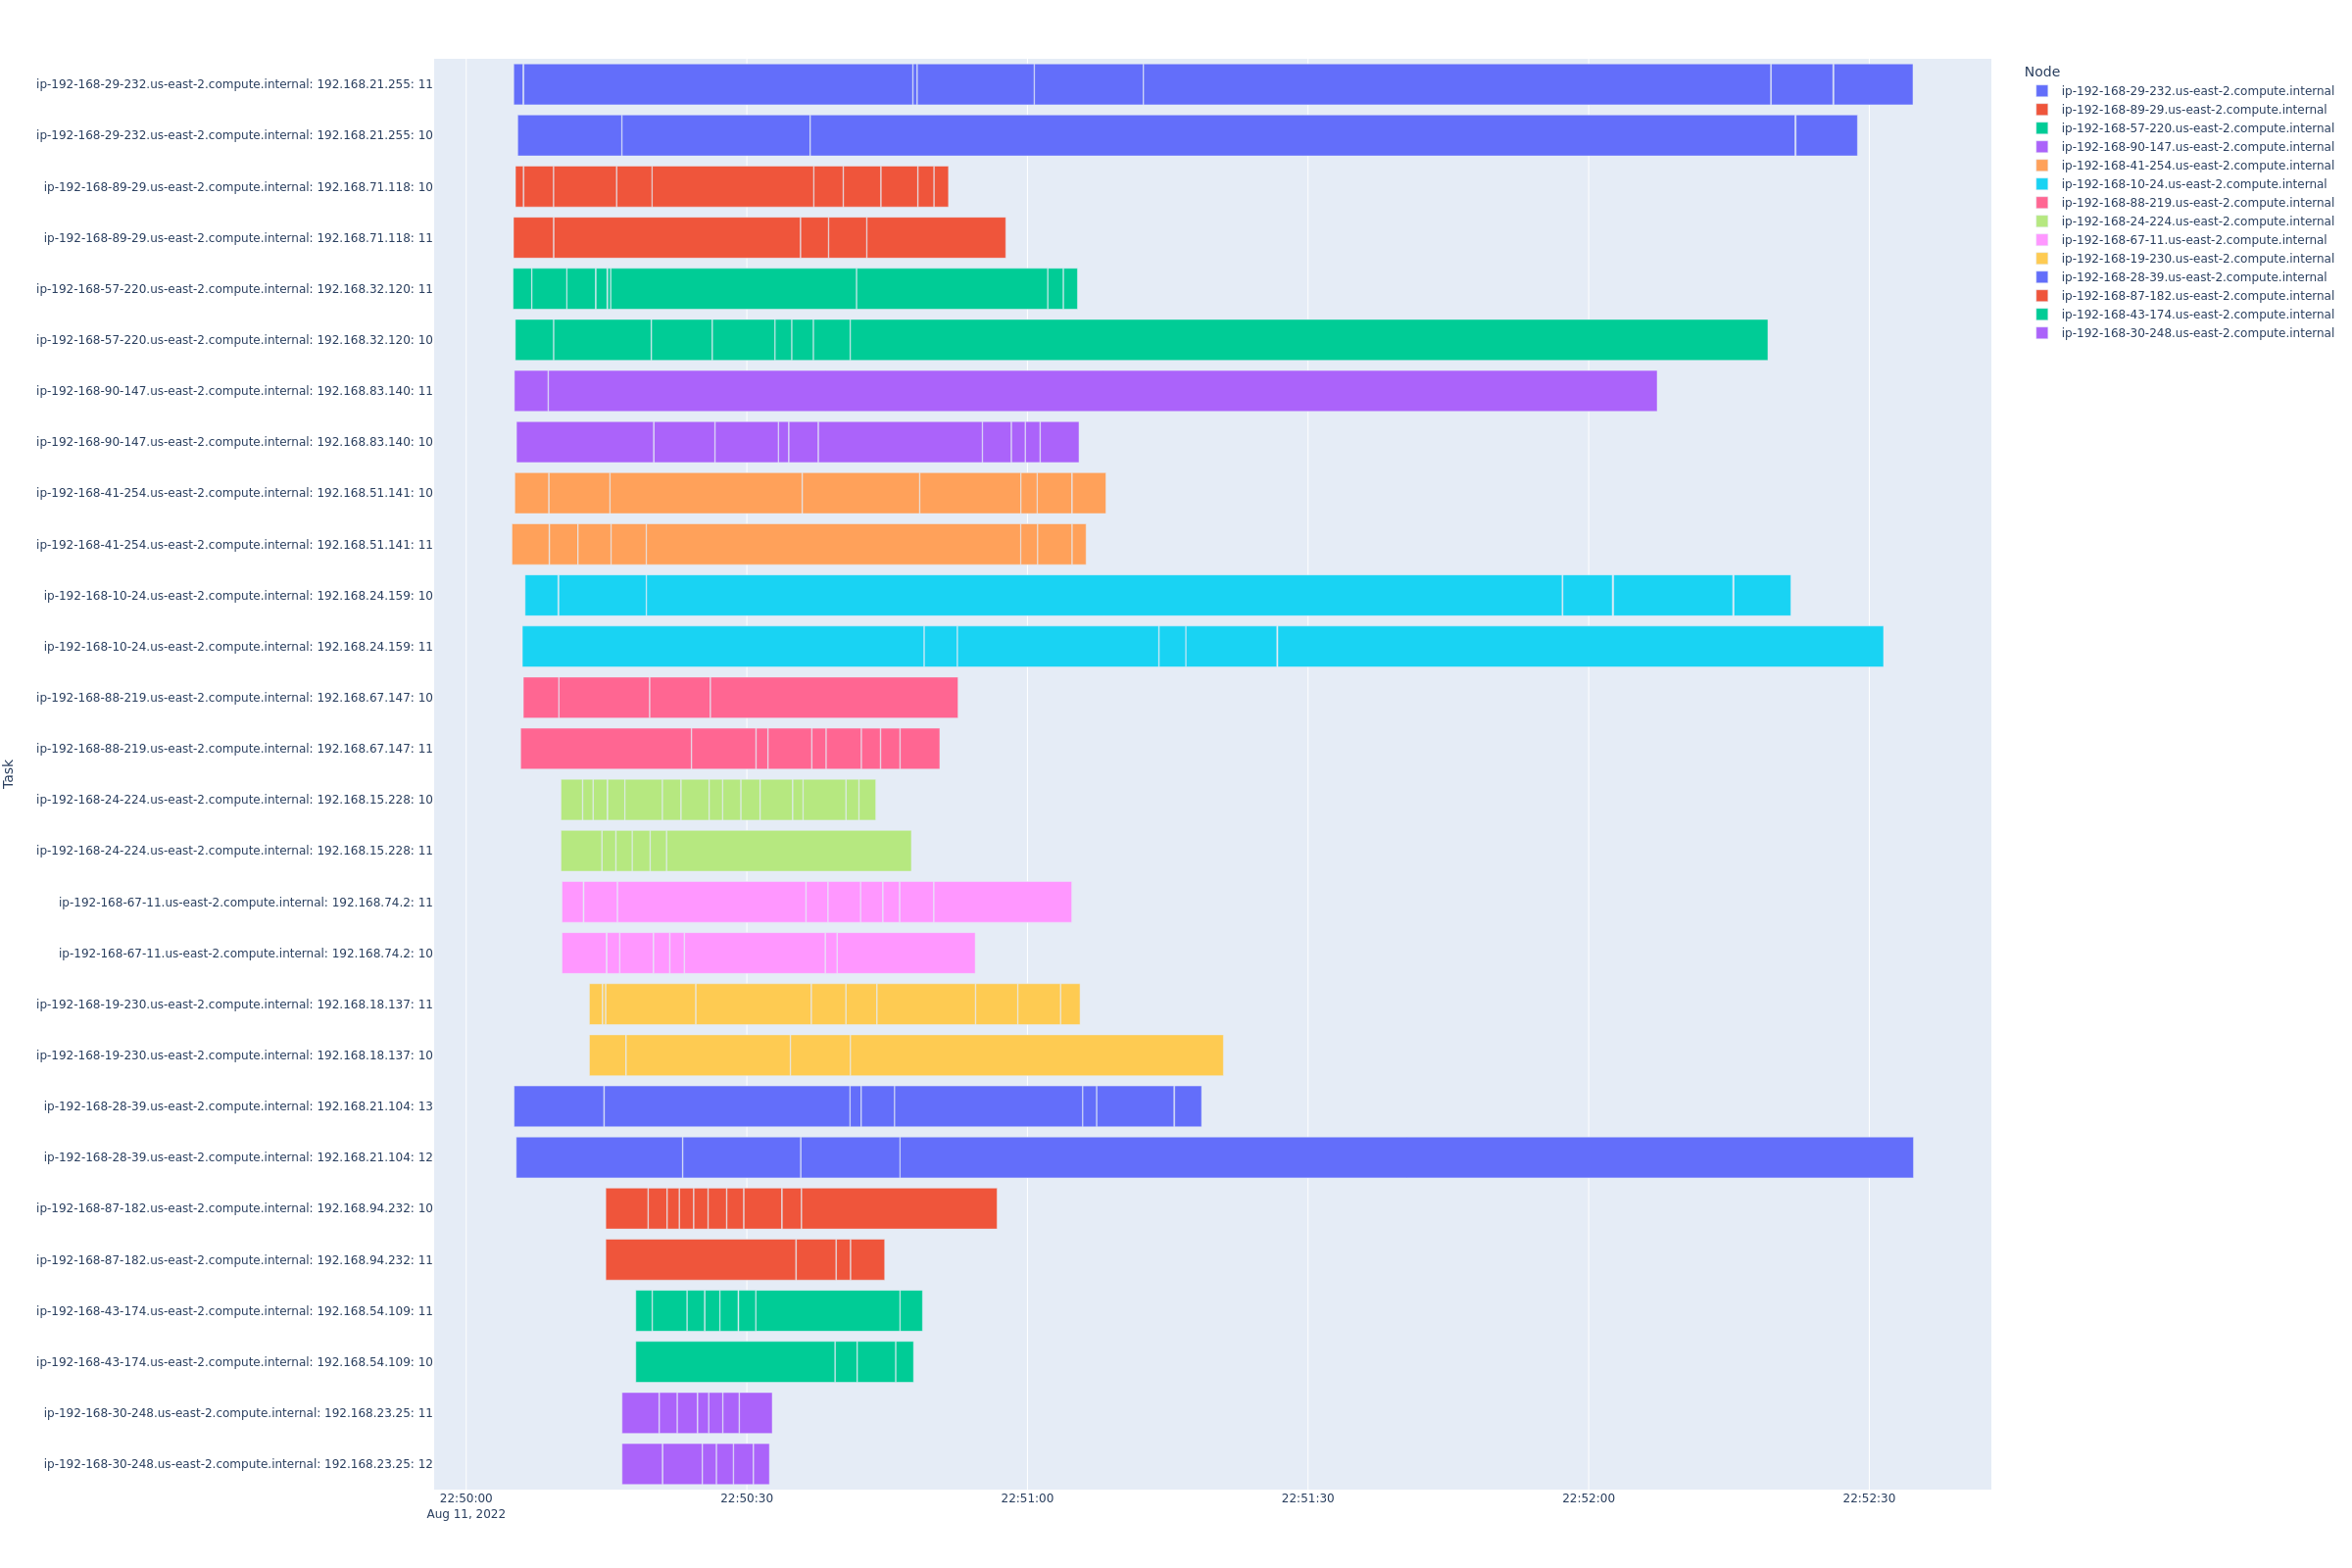 ip-192-168-29-232.us-east-2.compute.internal: 192.168.21.255: 11
ip-192-168-29-232.us-east-2.compute.internal: 192.168.21.255: 10
ip-192-168-89-29.us-east-2.compute.internal: 192.168.71.118: 10
ip-192-168-89-29.us-east-2.compute.internal: 192.168.71.118: 11
ip-192-168-57-220.us-east-2.compute.internal: 192.168.32.120: 11
ip-192-168-57-220.us-east-2.compute.internal: 192.168.32.120: 10
ip-192-168-90-147.us-east-2.compute.internal: 192.168.83.140: 11
ip-192-168-90-147.us-east-2.compute.internal: 192.168.83.140: 10
ip-192-168-41-254.us-east-2.compute.internal: 192.168.51.141: 10
ip-192-168-41-254.us-east-2.compute.internal: 192.168.51.141: 11
ip-192-168-10-24.us-east-2.compute.internal: 192.168.24.159: 10
ip-192-168-10-24.us-east-2.compute.internal: 192.168.24.159: 11
ip-192-168-88-219.us-east-2.compute.internal: 192.168.67.147: 10
ip-192-168-88-219.us-east-2.compute.internal: 192.168.67.147: 11
ip-192-168-24-224.us-east-2.compute.internal: 192.168.15.228: 10
ip-192-168-24-224.us-east-2.compute.internal: 192.168.15.228: 11
ip-192-168-67-11.us-east-2.compute.internal: 192.168.74.2: 11
ip-192-168-67-11.us-east-2.compute.internal: 192.168.74.2: 10
ip-192-168-19-230.us-east-2.compute.internal: 192.168.18.137: 11
ip-192-168-19-230.us-east-2.compute.internal: 192.168.18.137: 10
ip-192-168-28-39.us-east-2.compute.internal: 192.168.21.104: 13
ip-192-168-28-39.us-east-2.compute.internal: 192.168.21.104: 12
ip-192-168-87-182.us-east-2.compute.internal: 192.168.94.232: 10
ip-192-168-87-182.us-east-2.compute.internal: 192.168.94.232: 11
ip-192-168-43-174.us-east-2.compute.internal: 192.168.54.109: 11
ip-192-168-43-174.us-east-2.compute.internal: 192.168.54.109: 10
ip-192-168-30-248.us-east-2.compute.internal: 192.168.23.25: 11
ip-192-168-30-248.us-east-2.compute.internal: 192.168.23.25: 12
Task
22:50:00 22:50:30 22:51:00 22:51:30 22:52:00 22:52:30
Aug 11, 2022
Node
ip-192-168-29-232.us-east-2.compute.internal
ip-192-168-89-29.us-east-2.compute.internal
ip-192-168-57-220.us-east-2.compute.internal
ip-192-168-90-147.us-east-2.compute.internal
ip-192-168-41-254.us-east-2.compute.internal
ip-192-168-10-24.us-east-2.compute.internal
ip-192-168-88-219.us-east-2.compute.internal
ip-192-168-24-224.us-east-2.compute.internal
ip-192-168-67-11.us-east-2.compute.internal
ip-192-168-19-230.us-east-2.compute.internal
ip-192-168-28-39.us-east-2.compute.internal
ip-192-168-87-182.us-east-2.compute.internal
ip-192-168-43-174.us-east-2.compute.internal
ip-192-168-30-248.us-east-2.compute.internal